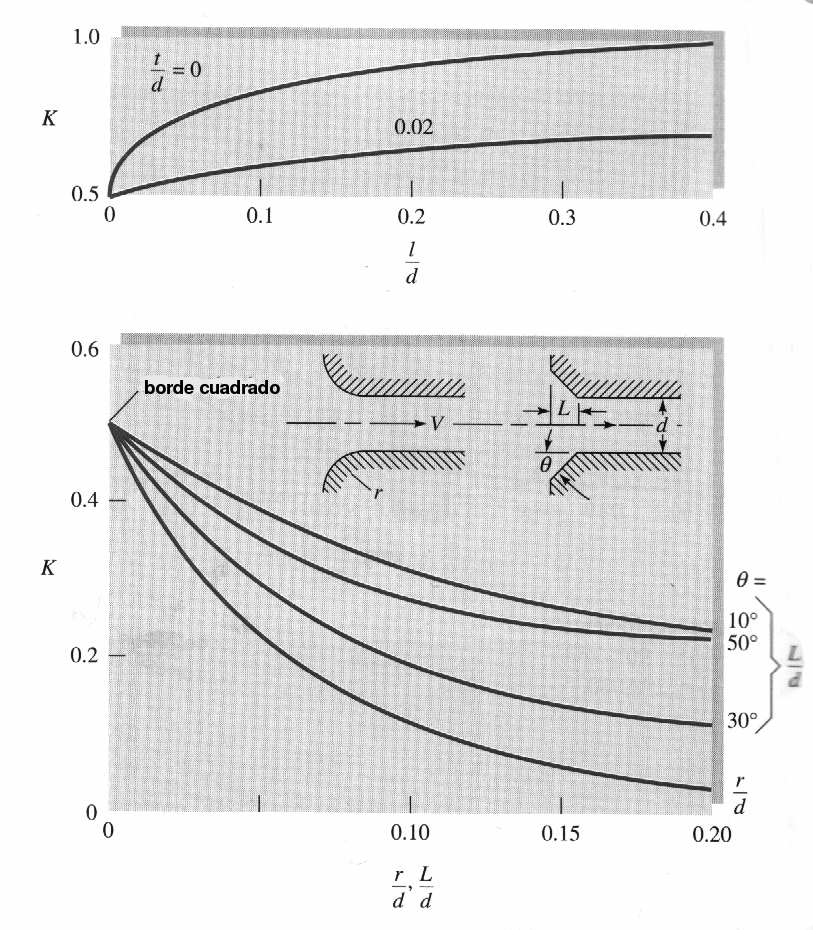 1.0
t/d = 0
K
0.02
0.5
0 0.1 0.2 0.3 0.4
l/d
0.6
borde cuadrado
L
V
d
θ
r
0.4
K
θ =
10°
50°
L/d
0.2
30°
r/d
0
0 0.10 0.15 0.20
r/d, L/d